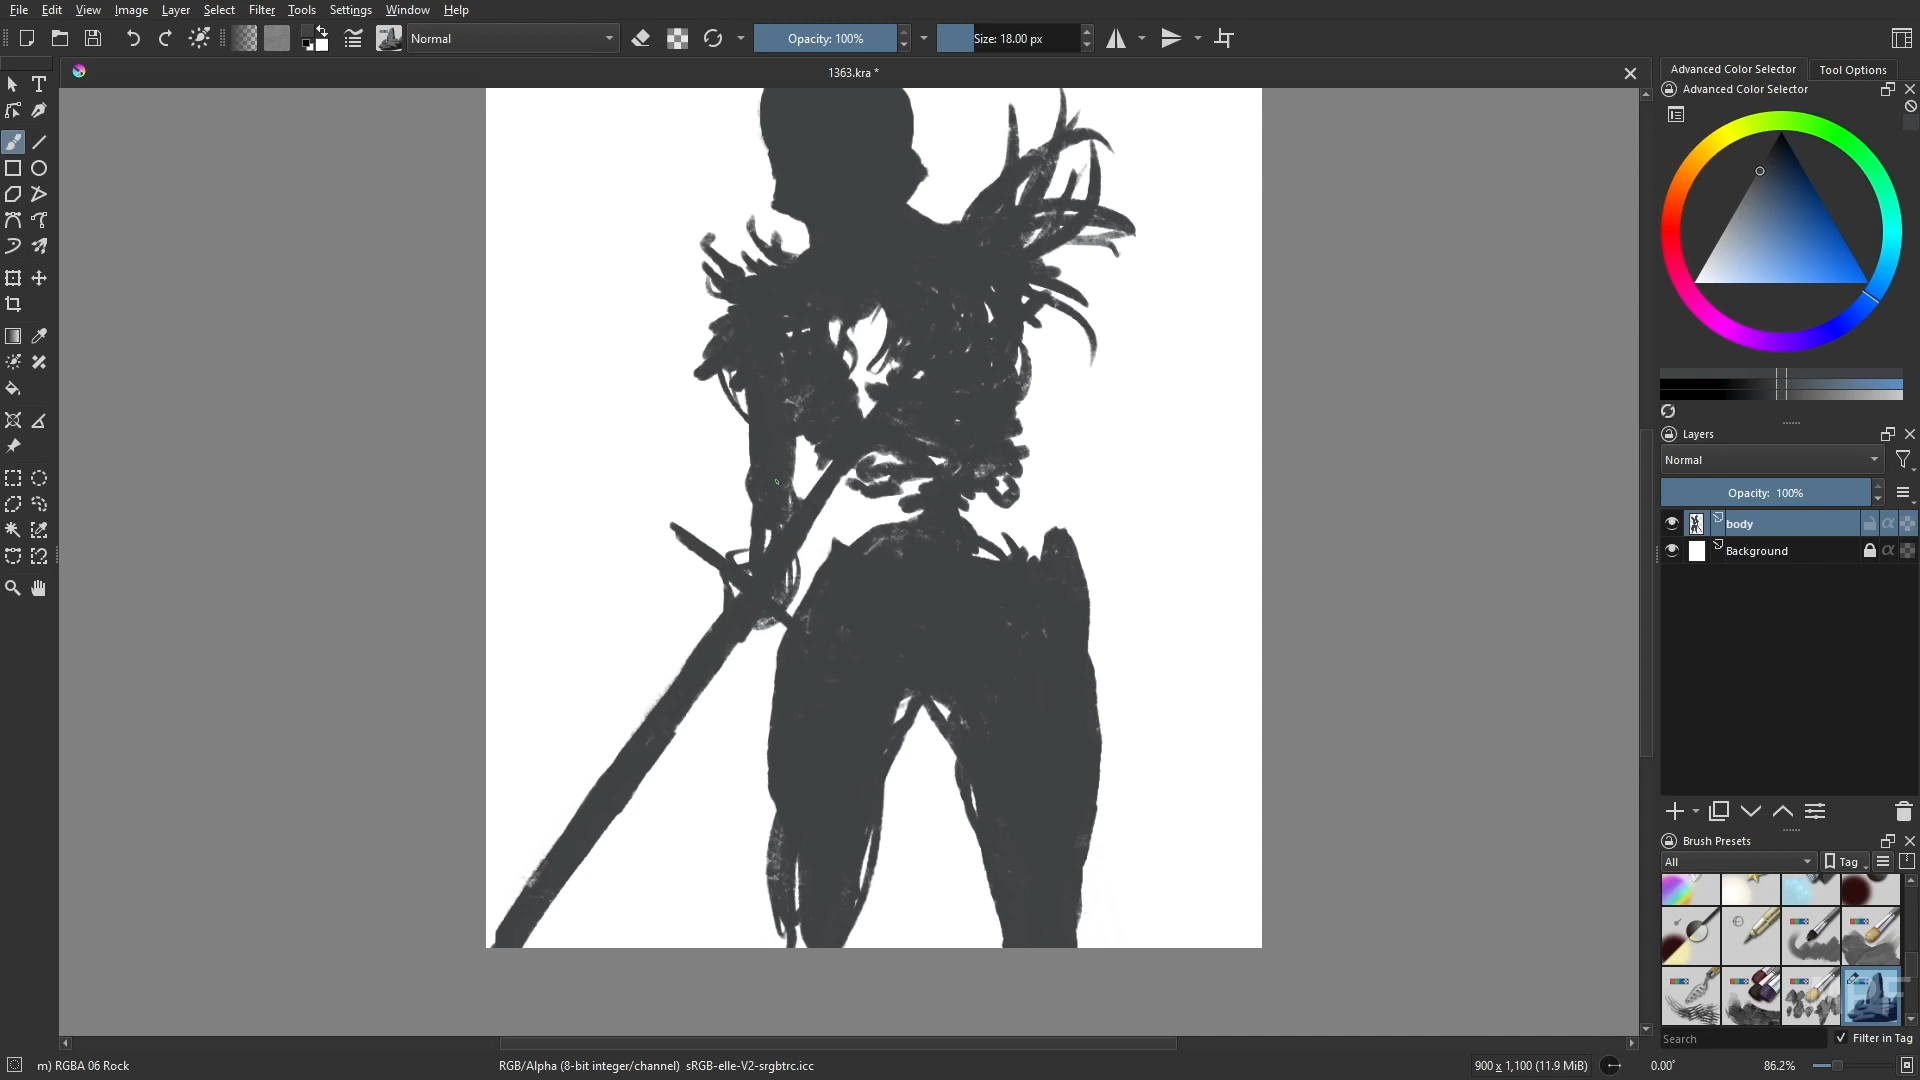 File Edit View Image Layer Select Filter Tools Settings Window Help
Normal
Opacity: 100%
Size: 18.00 px
1363.kra *
Advanced Color Selector
Tool Options
Advanced Color Selector
Layers
Normal
Opacity: 100%
body
Background
Brush Presets
All
Tag
Search
Filter in Tag
m) RGBA 06 Rock
RGB/Alpha (8-bit integer/channel) sRGB-elle-V2-srgbtrc.icc
900 x 1,100 (11.9 MiB)
0.00°
86.2%